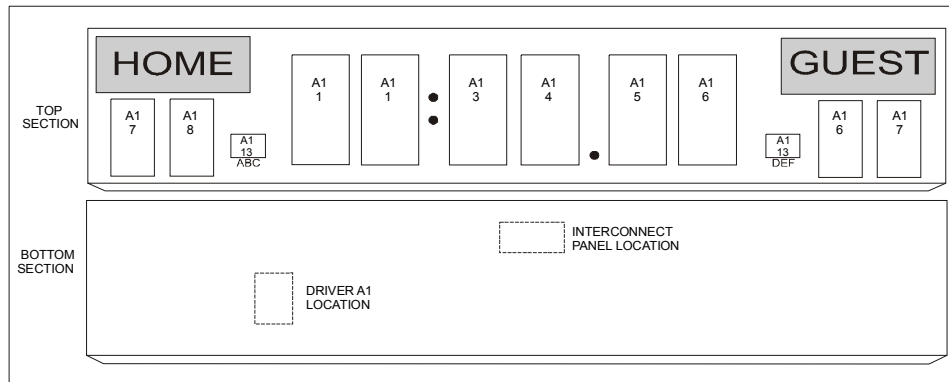 HOME
GUEST
A1
1
A1
1
A1
3
A1
4
A1
5
A1
6
TOP
SECTION
A1
7
A1
8
A1
13
ABC
A1
13
DEF
A1
6
A1
7
BOTTOM
SECTION
INTERCONNECT
PANEL LOCATION
DRIVER A1
LOCATION